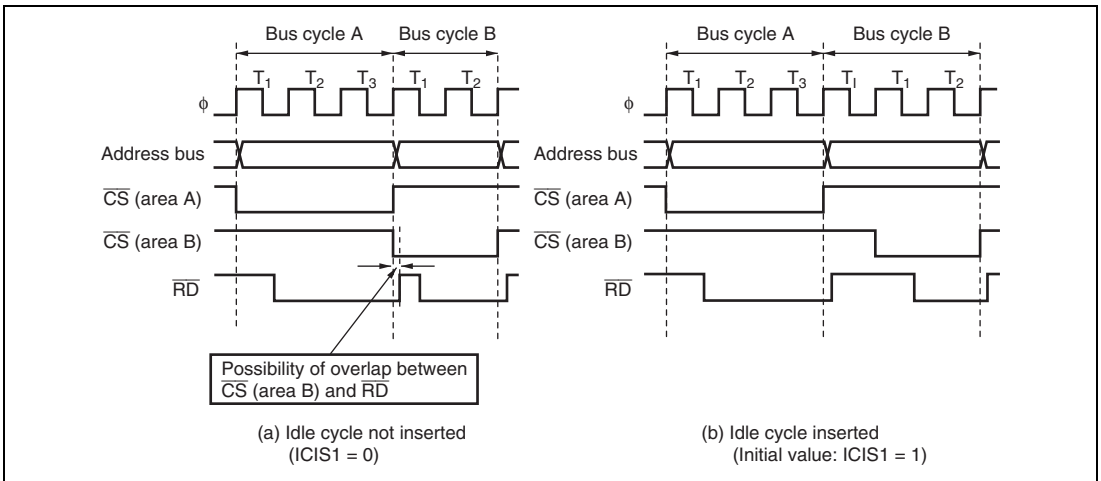 Bus cycle A Bus cycle B
T1 T2 T3 T1 T2
φ
Address bus
CS (area A)
CS (area B)
RD
Possibility of overlap between
CS (area B) and RD
(a) Idle cycle not inserted
(ICIS1 = 0)
Bus cycle A Bus cycle B
T1 T2 T3 TI T1 T2
φ
Address bus
CS (area A)
CS (area B)
RD
(b) Idle cycle inserted
(Initial value: ICIS1 = 1)